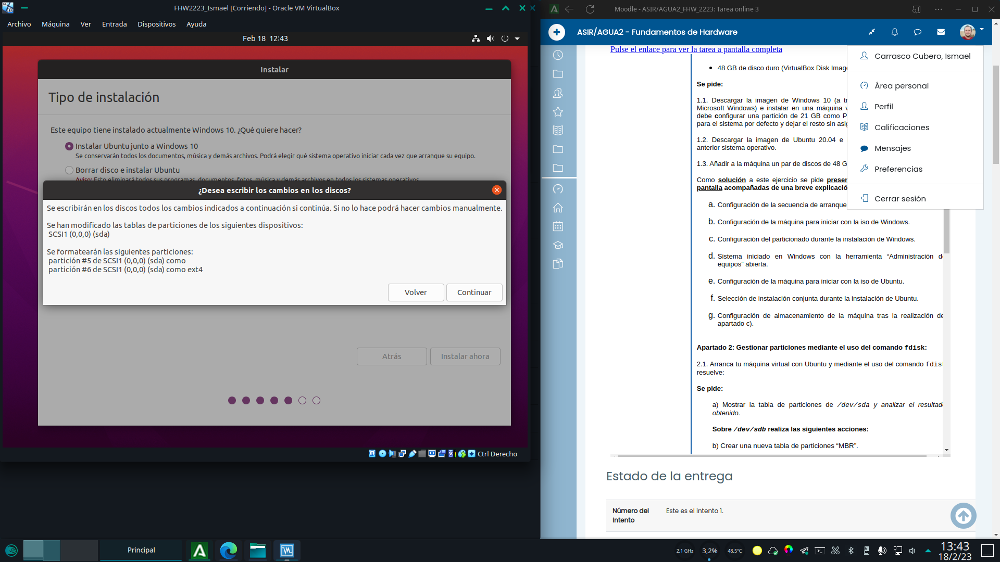 FHW2223_Ismael [Corriendo] - Oracle VM VirtualBox
Archivo Máquina Ver Entrada Dispositivos Ayuda
Feb 18 12:43
Instalar
Tipo de instalación
Este equipo tiene instalado actualmente Windows 10. ¿Qué quiere hacer?
Instalar Ubuntu junto a Windows 10
Se conservarán todos los documentos, música y demás archivos. Podrá elegir qué sistema operativo iniciar cada vez que arranque su equipo.
Borrar disco e instalar Ubuntu
Aviso: Esto eliminará todos sus programas, documentos, fotos, música y demás archivos en todos los sistemas operativos.
¿Desea escribir los cambios en los discos?
Se escribirán en los discos todos los cambios indicados a continuación si continúa. Si no lo hace podrá hacer cambios manualmente.
Se han modificado las tablas de particiones de los siguientes dispositivos:
SCSI1 (0,0,0) (sda)
Se formatearán las siguientes particiones:
partición #5 de SCSI1 (0,0,0) (sda) como
partición #6 de SCSI1 (0,0,0) (sda) como ext4
Volver Continuar
Atrás Instalar ahora
Ctrl Derecho
Moodle - ASIR/AGUA2_FHW_2223: Tarea online 3
ASIR/AGUA2 - Fundamentos de Hardware
Pulse el enlace para ver la tarea a pantalla completa
48 GB de disco duro (VirtualBox Disk Image
Se pide:
1.1. Descargar la imagen de Windows 10 (a tr
Microsoft Windows) e instalar en una máquina v
debe configurar una partición de 21 GB como P
para el sistema por defecto y dejar el resto sin asig
1.2. Descargar la imagen de Ubuntu 20.04 e i
anterior sistema operativo.
1.3. Añadir a la máquina un par de discos de 48 G
Como solución a este ejercicio se pide presen
pantalla acompañadas de una breve explicació
a. Configuración de la secuencia de arranque
b. Configuración de la máquina para iniciar con la iso de Windows.
c. Configuración del particionado durante la instalación de Windows.
d. Sistema iniciado en Windows con la herramienta “Administración d
equipos” abierta.
e. Configuración de la máquina para iniciar con la iso de Ubuntu.
f. Selección de instalación conjunta durante la instalación de Ubuntu.
g. Configuración de almacenamiento de la máquina tras la realización de
apartado c).
Apartado 2: Gestionar particiones mediante el uso del comando fdisk:
2.1. Arranca tu máquina virtual con Ubuntu y mediante el uso del comando fdis
resuelve:
Se pide:
a) Mostrar la tabla de particiones de /dev/sda y analizar el resultad
obtenido.
Sobre /dev/sdb realiza las siguientes acciones:
b) Crear una nueva tabla de particiones “MBR”.
Carrasco Cubero, Ismael
Área personal
Perfil
Calificaciones
Mensajes
Preferencias
Cerrar sesión
Estado de la entrega
Número del
Intento
Este es el intento 1.
Principal
2,1 GHz 3,2% 48,5°C
13:43
18/2/23